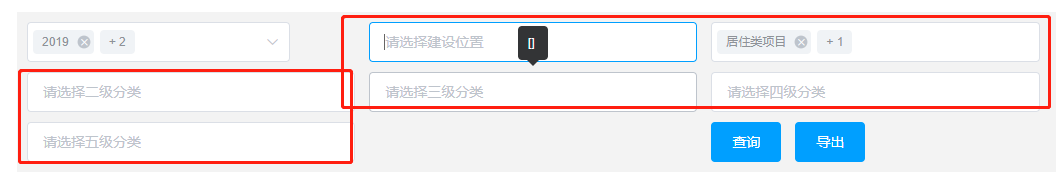 2019 + 2 请选择建设位置 [] 居住类项目 + 1
请选择二级分类 请选择三级分类 请选择四级分类
请选择五级分类 查询 导出